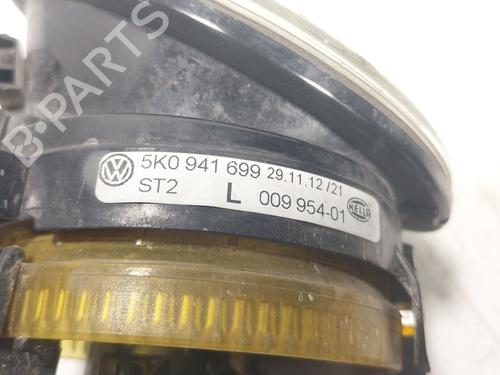 B-PARTS
5K0 941 699 29.11.12 /21
ST2 L 009 954-01
HELLA